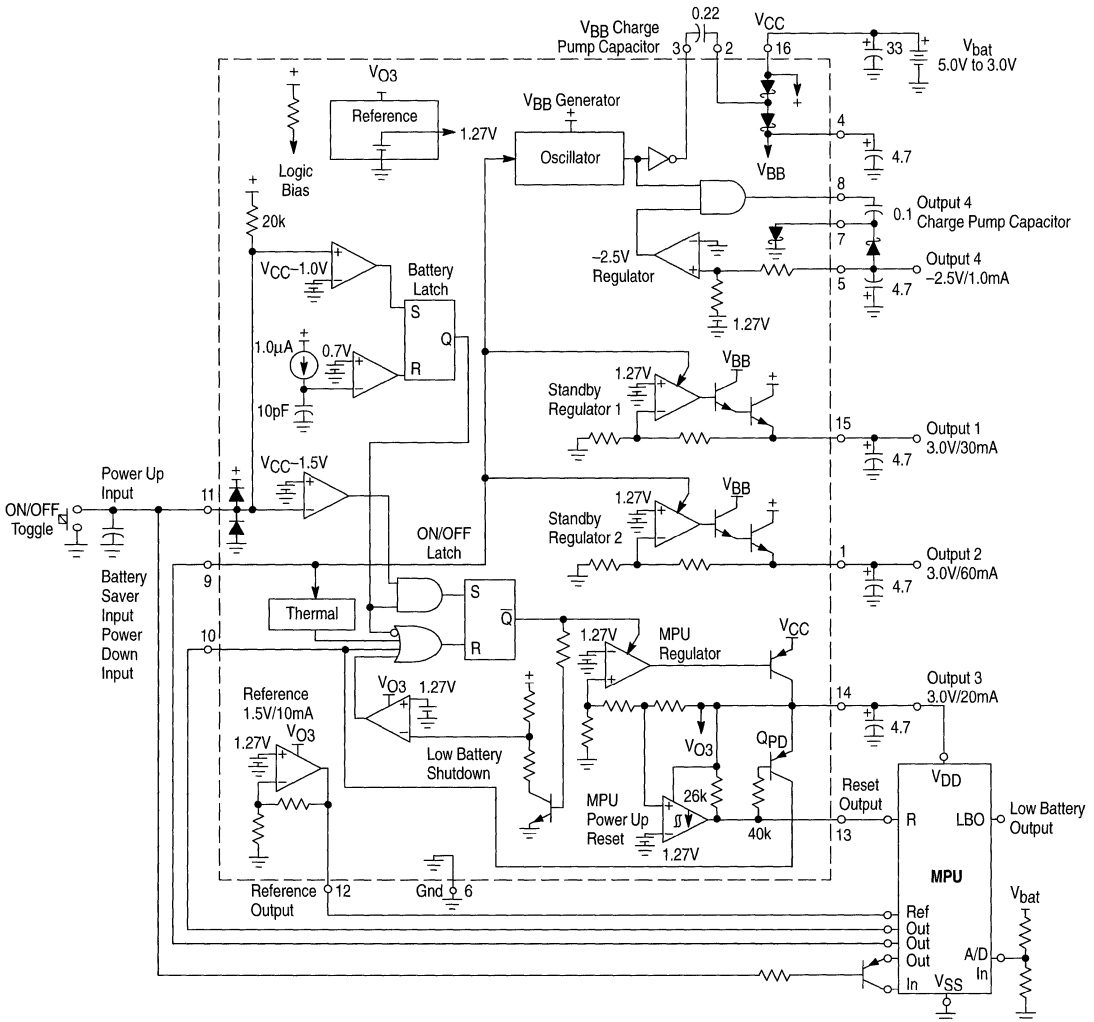 0.22
VBB Charge
Pump Capacitor
3
2
VCC
16
33
Vbat
5.0V to 3.0V
VO3
Reference
1.27V
Logic
Bias
VBB Generator
Oscillator
VBB
4
4.7
8
0.1
Output 4
Charge Pump Capacitor
7
20k
VCC–1.0V
Battery
Latch
S
Q
R
–2.5V
Regulator
1.27V
5
4.7
Output 4
–2.5V/1.0mA
1.0µA
0.7V
10pF
Standby
Regulator 1
1.27V
VBB
15
4.7
Output 1
3.0V/30mA
VCC–1.5V
Power Up
Input
11
ON/OFF
Toggle
ON/OFF
Latch
Standby
Regulator 2
1.27V
VBB
1
4.7
Output 2
3.0V/60mA
9
Battery
Saver
Input
Power
Down
Input
10
Thermal
S
Q
R
1.27V
MPU
Regulator
VCC
14
4.7
Output 3
3.0V/20mA
Reference
1.5V/10mA
VO3
1.27V
VO3
1.27V
Low Battery
Shutdown
VO3
QPD
26k
40k
MPU
Power Up
Reset
1.27V
Reset
Output
13
VDD
R
LBO
Low Battery
Output
MPU
Reference
Output
12
Gnd
6
Ref
Out
Out
Out
In
VSS
A/D
In
Vbat